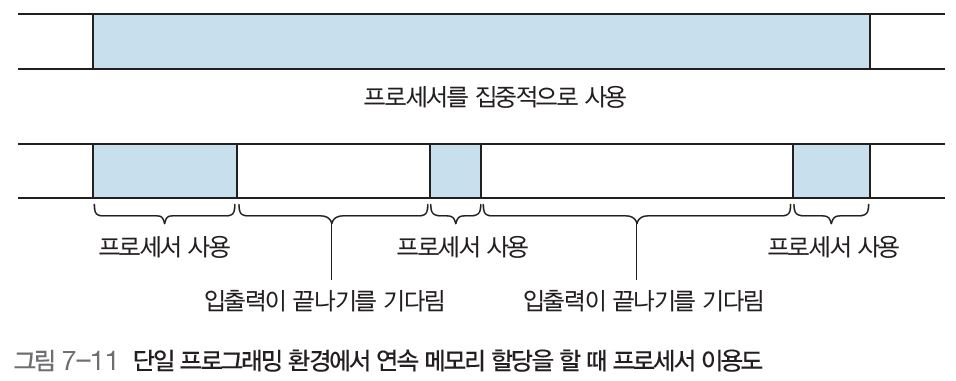 프로세서를 집중적으로 사용
프로세서 사용
프로세서 사용
프로세서 사용
입출력이 끝나기를 기다림
입출력이 끝나기를 기다림
그림 7-11 단일 프로그래밍 환경에서 연속 메모리 할당을 할 때 프로세서 이용도